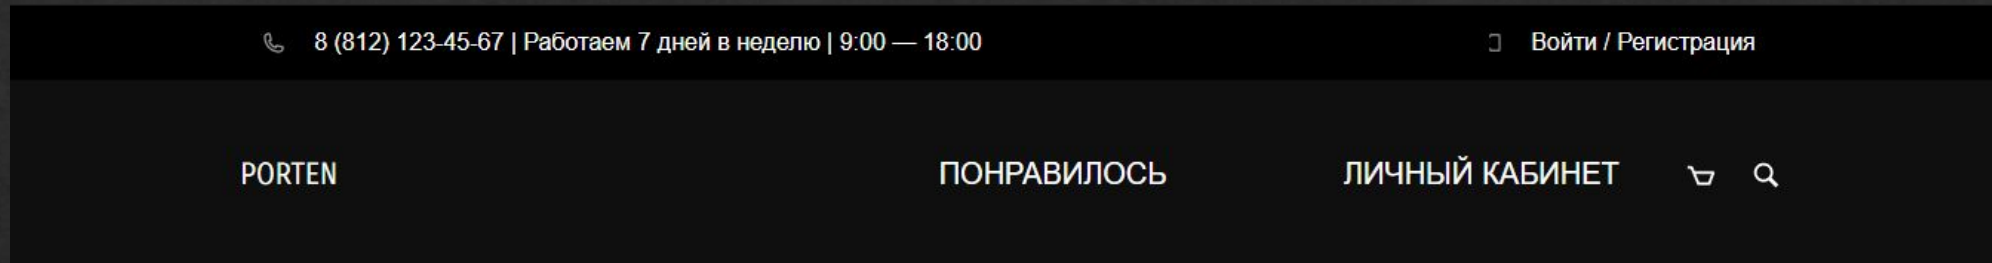 8 (812) 123-45-67 | Работаем 7 дней в неделю | 9:00 — 18:00
Войти / Регистрация
PORTEN
ПОНРАВИЛОСЬ
ЛИЧНЫЙ КАБИНЕТ